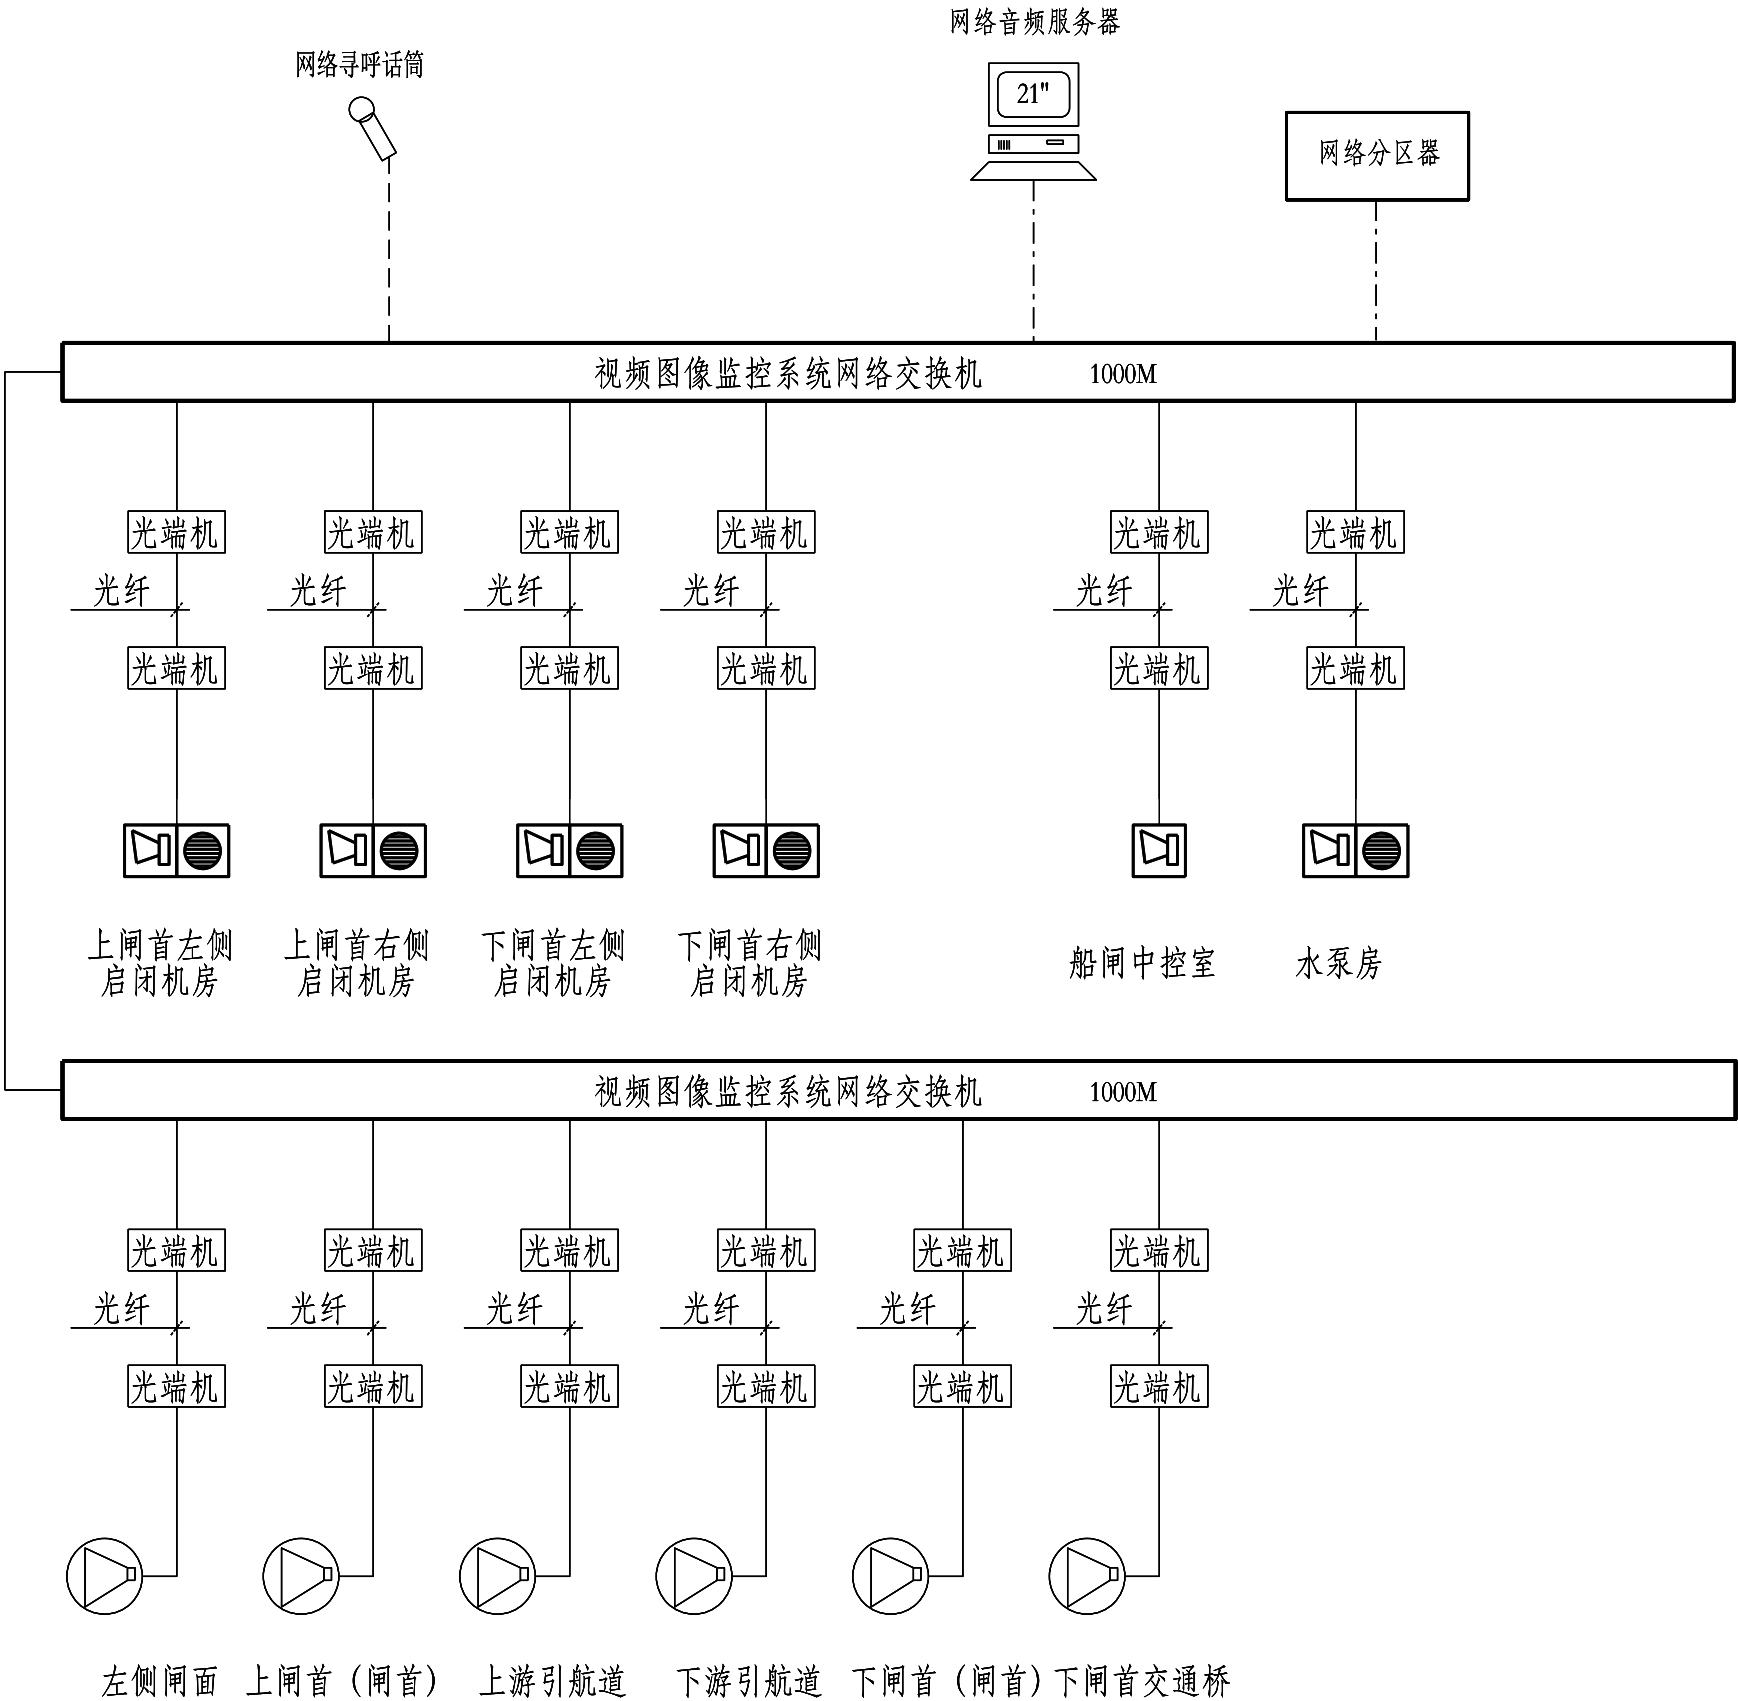 网络音频服务器
网络寻呼话筒
21"
网络分区器
视频图像监控系统网络交换机 1000M
光端机 光端机 光端机 光端机 光端机 光端机
光纤 光纤 光纤 光纤 光纤 光纤
光端机 光端机 光端机 光端机 光端机 光端机
上闸首左侧
启闭机房
上闸首右侧
启闭机房
下闸首左侧
启闭机房
下闸首右侧
启闭机房
船闸中控室
水泵房
视频图像监控系统网络交换机 1000M
光端机 光端机 光端机 光端机 光端机 光端机
光纤 光纤 光纤 光纤 光纤 光纤
光端机 光端机 光端机 光端机 光端机 光端机
左侧闸面 上闸首（闸首） 上游引航道 下游引航道 下闸首（闸首） 下闸首交通桥